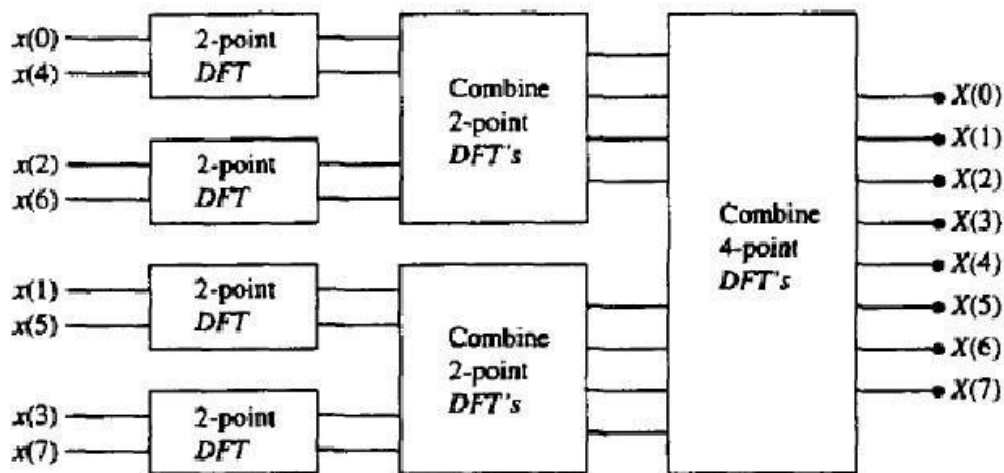 x(0)
x(4)
2-point
DFT
x(2)
x(6)
2-point
DFT
x(1)
x(5)
2-point
DFT
x(3)
x(7)
2-point
DFT
Combine
2-point
DFT's
Combine
2-point
DFT's
Combine
4-point
DFT's
X(0)
X(1)
X(2)
X(3)
X(4)
X(5)
X(6)
X(7)